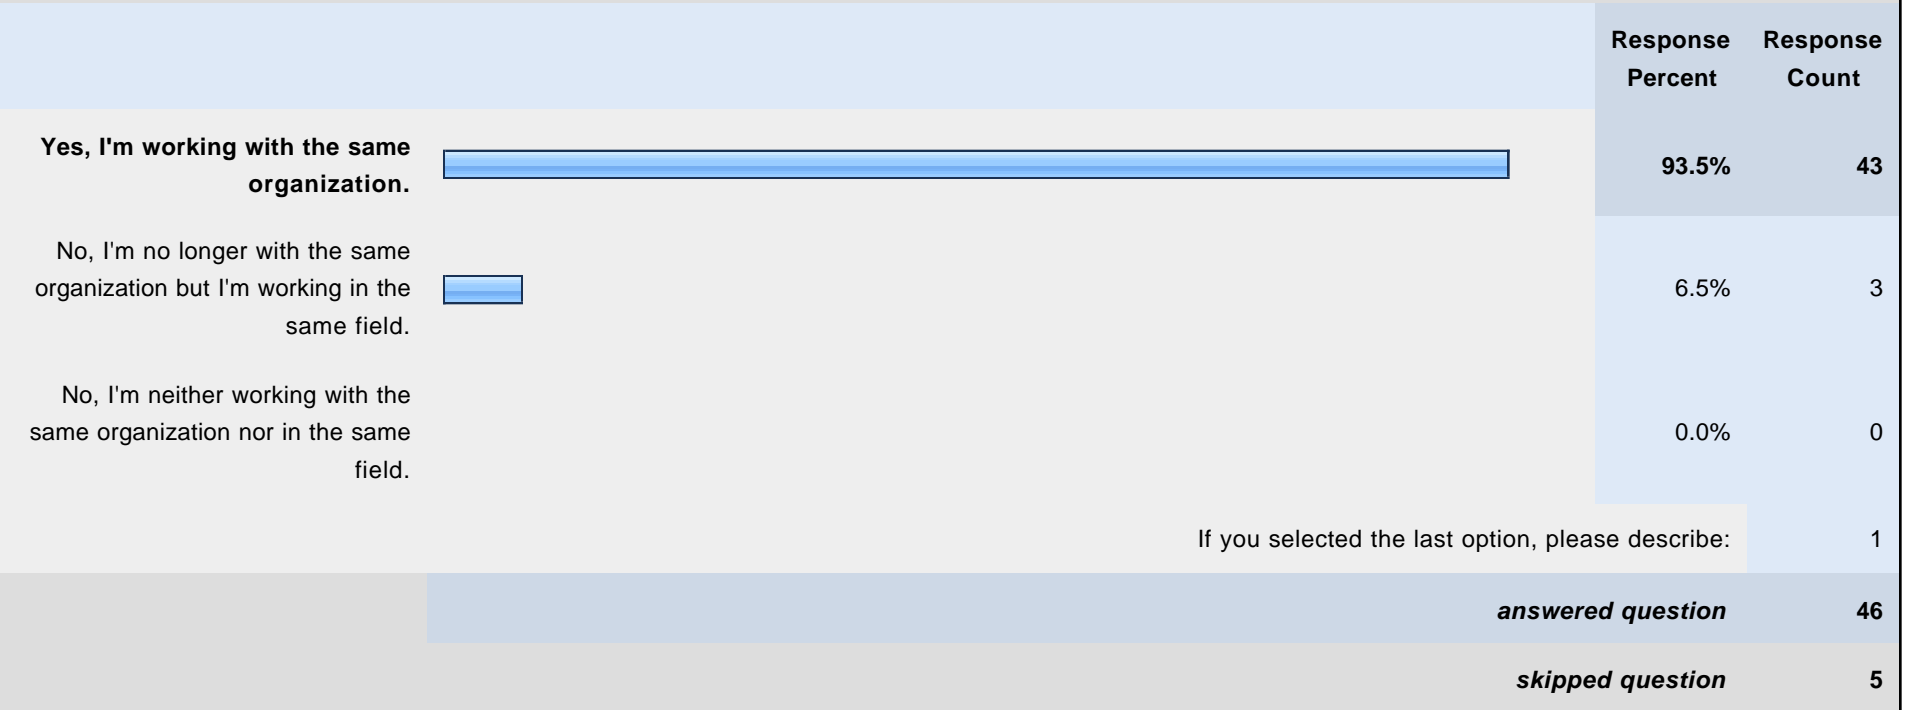 Response Response
Percent Count
Yes, I'm working with the same
organization.
93.5% 43
No, I'm no longer with the same
organization but I'm working in the
same field.
6.5% 3
No, I'm neither working with the
same organization nor in the same
field.
0.0% 0
If you selected the last option, please describe: 1
answered question 46
skipped question 5